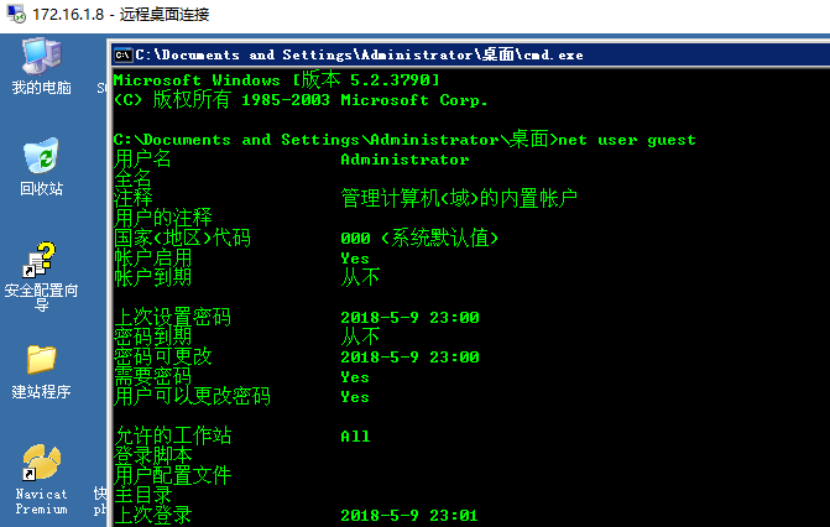 172.16.1.8 - 远程桌面连接
C:\Documents and Settings\Administrator\桌面\cmd.exe
我的电脑
回收站
安全配置向
导
建站程序
Navicat
Premium
快
ph
Microsoft Windows [版本 5.2.3790]
(C) 版权所有 1985-2003 Microsoft Corp.
C:\Documents and Settings\Administrator\桌面>net user guest
用户名 Administrator
全名
注释 管理计算机(域)的内置帐户
用户的注释
国家(地区)代码 000 (系统默认值)
帐户启用 Yes
帐户到期 从不
上次设置密码 2018-5-9 23:00
密码到期 从不
密码可更改 2018-5-9 23:00
需要密码 Yes
用户可以更改密码 Yes
允许的工作站 All
登录脚本
用户配置文件
主目录
上次登录 2018-5-9 23:01